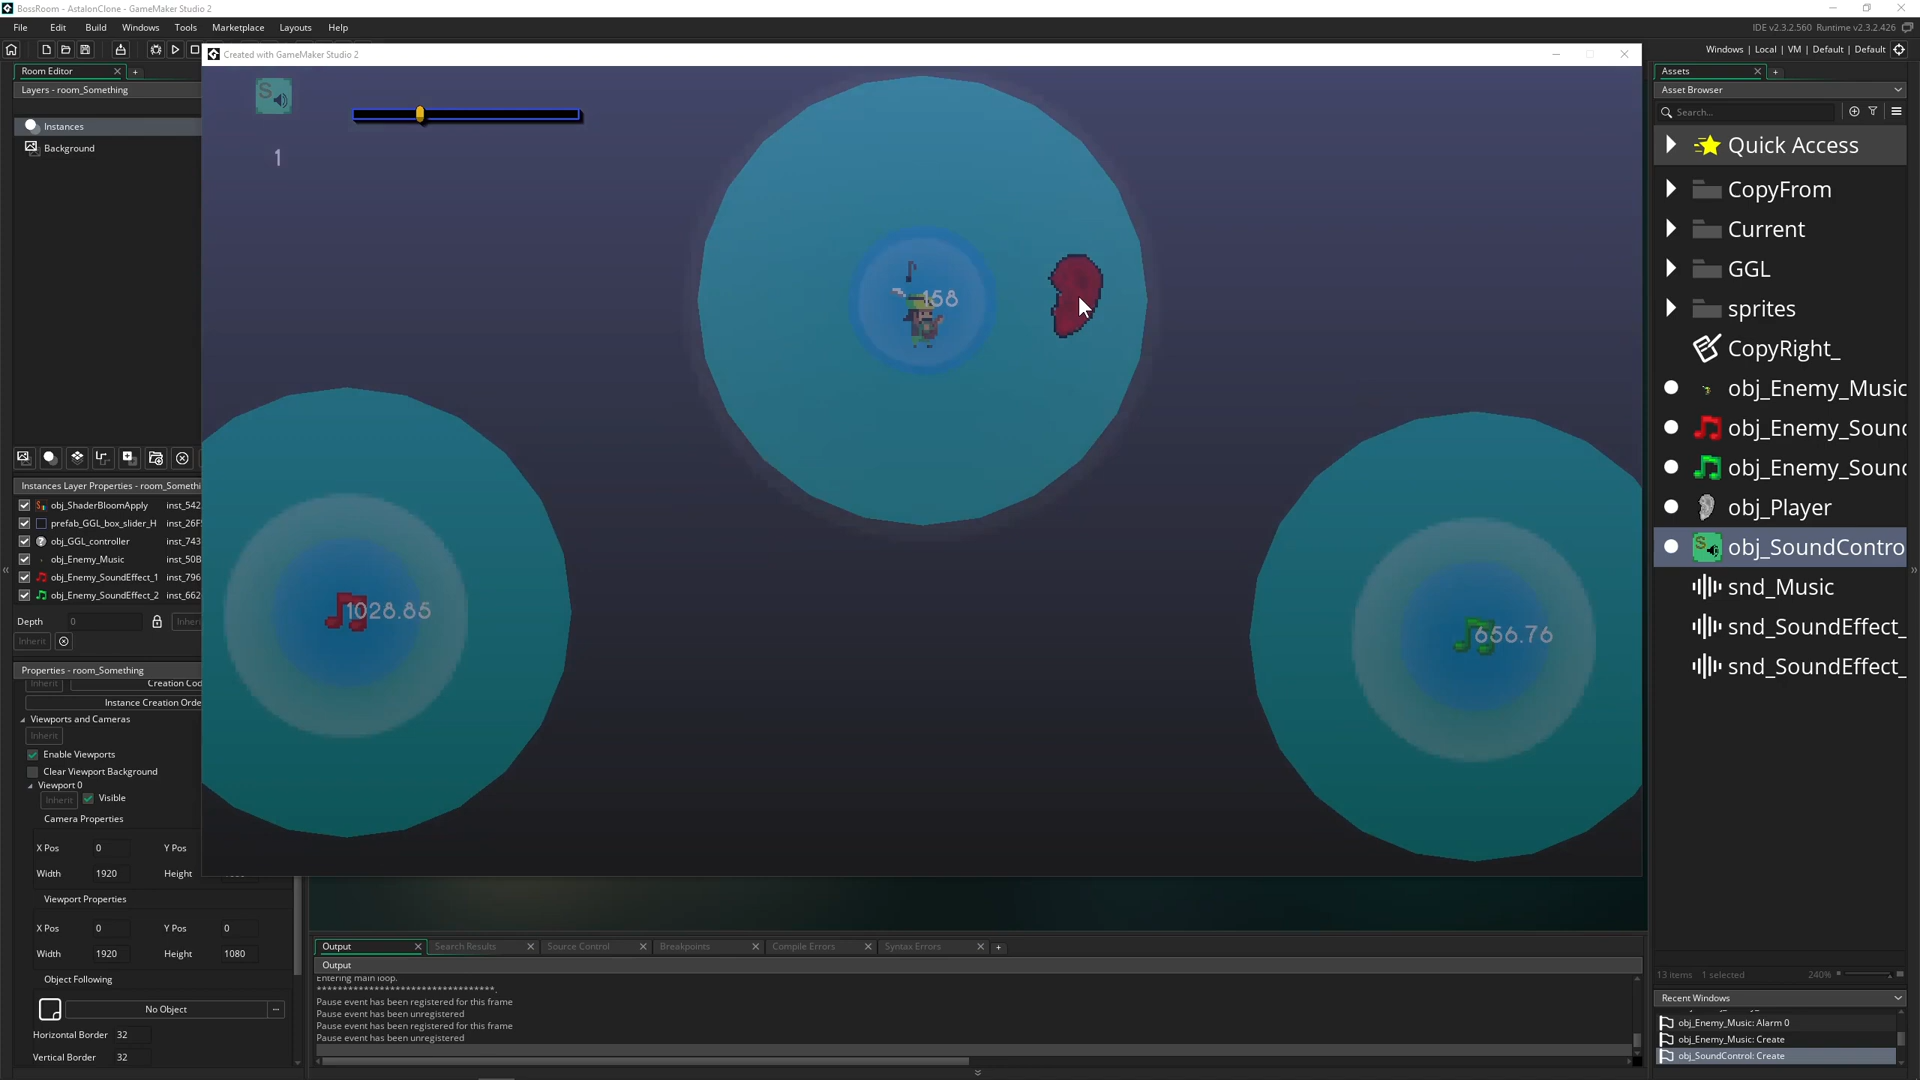 BossRoom - AstalonClone - GameMaker Studio 2
File Edit Build Windows Tools Marketplace Layouts Help
IDE v2.3.2.560 Runtime v2.3.2.426
Windows | Local | VM | Default | Default
Room Editor
Layers - room_Something
Instances
Background
Created with GameMaker Studio 2
S
1
158
1028.85
656.76
Instances Layer Properties - room_Somethi
obj_ShaderBloomApply inst_542
prefab_GGL_box_slider_H inst_26F
obj_GGL_controller inst_743
obj_Enemy_Music inst_50B
obj_Enemy_SoundEffect_1 inst_796
obj_Enemy_SoundEffect_2 inst_662
Depth 0
Inherit
Properties - room_Something
Inherit Creation Cod
Instance Creation Orde
Viewports and Cameras
Inherit
Enable Viewports
Clear Viewport Background
Viewport 0
Inherit Visible
Camera Properties
X Pos 0 Y Pos
Width 1920 Height
Viewport Properties
X Pos 0 Y Pos 0
Width 1920 Height 1080
Object Following
No Object ...
Horizontal Border 32
Vertical Border 32
Output Search Results Source Control Breakpoints Compile Errors Syntax Errors
Output
Entering main loop.
Pause event has been registered for this frame
Pause event has been unregistered
Pause event has been registered for this frame
Pause event has been unregistered
Assets
Asset Browser
Search...
Quick Access
CopyFrom
Current
GGL
sprites
CopyRight_
obj_Enemy_Music
obj_Enemy_Soun
obj_Enemy_Soun
obj_Player
obj_SoundContro
snd_Music
snd_SoundEffect_
snd_SoundEffect_
13 items 1 selected 240%
Recent Windows
obj_Enemy_Music: Alarm 0
obj_Enemy_Music: Create
obj_SoundControl: Create